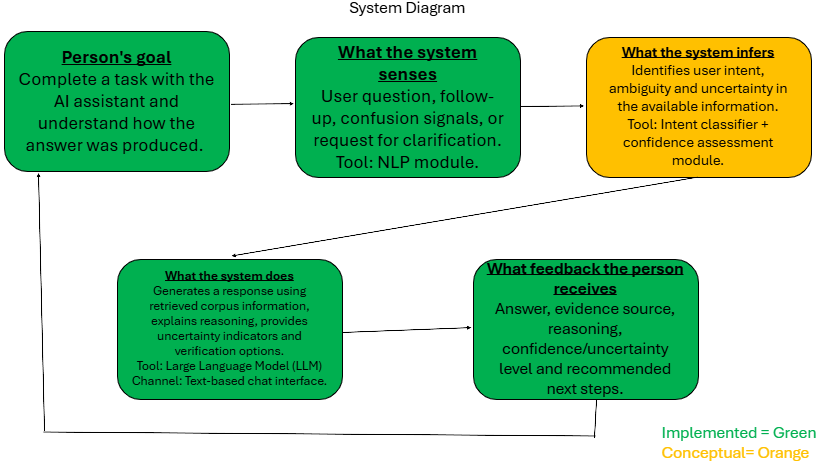 System Diagram
Person's goal
Complete a task with the
AI assistant and
understand how the
answer was produced.
What the system
senses
User question, follow-
up, confusion signals, or
request for clarification.
Tool: NLP module.
What the system infers
Identifies user intent,
ambiguity and uncertainty in
the available information.
Tool: Intent classifier +
confidence assessment
module.
What the system does
Generates a response using
retrieved corpus information,
explains reasoning, provides
uncertainty indicators and
verification options.
Tool: Large Language Model (LLM)
Channel: Text-based chat interface.
What feedback the person
receives
Answer, evidence source,
reasoning,
confidence/uncertainty
level and recommended
next steps.
Implemented = Green
Conceptual= Orange